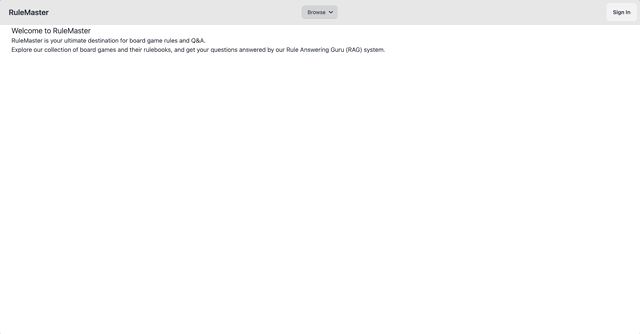 RuleMaster
Browse
Sign In
Welcome to RuleMaster
RuleMaster is your ultimate destination for board game rules and Q&A.
Explore our collection of board games and their rulebooks, and get your questions answered by our Rule Answering Guru (RAG) system.